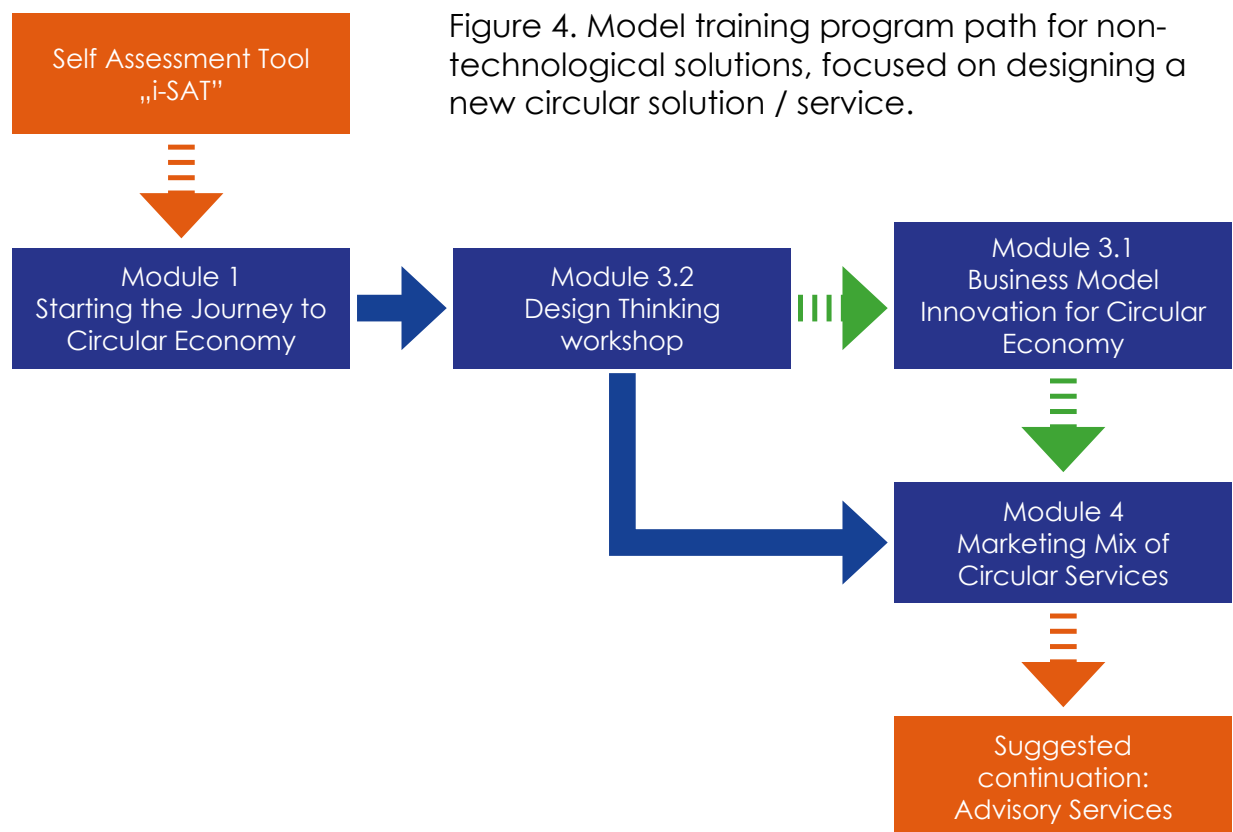 Figure 4. Model training program path for non-
technological solutions, focused on designing a
new circular solution / service.
Self Assessment Tool
„i-SAT”
Module 1
Starting the Journey to
Circular Economy
Module 3.2
Design Thinking
workshop
Module 3.1
Business Model
Innovation for Circular
Economy
Module 4
Marketing Mix of
Circular Services
Suggested
continuation:
Advisory Services